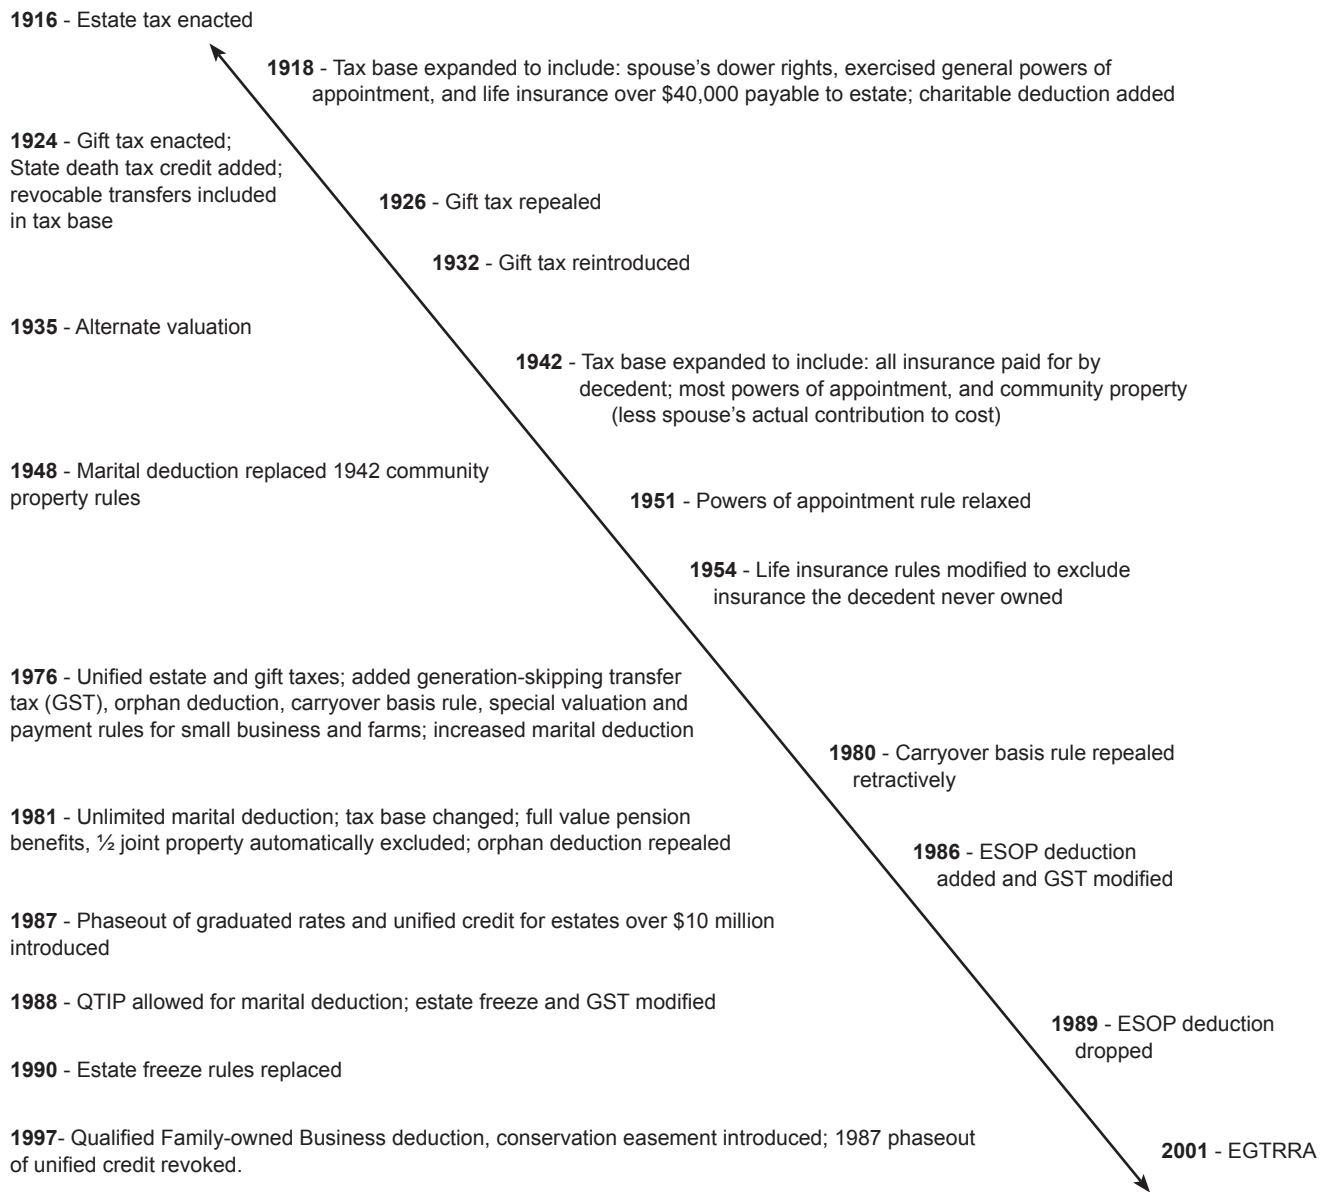 1916 - Estate tax enacted
1918 - Tax base expanded to include: spouse's dower rights, exercised general powers of
appointment, and life insurance over $40,000 payable to estate; charitable deduction added
1924 - Gift tax enacted;
State death tax credit added;
revocable transfers included
in tax base
1926 - Gift tax repealed
1932 - Gift tax reintroduced
1935 - Alternate valuation
1942 - Tax base expanded to include: all insurance paid for by
decedent; most powers of appointment, and community property
(less spouse's actual contribution to cost)
1948 - Marital deduction replaced 1942 community
property rules
1951 - Powers of appointment rule relaxed
1954 - Life insurance rules modified to exclude
insurance the decedent never owned
1976 - Unified estate and gift taxes; added generation-skipping transfer
tax (GST), orphan deduction, carryover basis rule, special valuation and
payment rules for small business and farms; increased marital deduction
1980 - Carryover basis rule repealed
retractively
1981 - Unlimited marital deduction; tax base changed; full value pension
benefits, ½ joint property automatically excluded; orphan deduction repealed
1986 - ESOP deduction
added and GST modified
1987 - Phaseout of graduated rates and unified credit for estates over $10 million
introduced
1988 - QTIP allowed for marital deduction; estate freeze and GST modified
1989 - ESOP deduction
dropped
1990 - Estate freeze rules replaced
1997- Qualified Family-owned Business deduction, conservation easement introduced; 1987 phaseout
of unified credit revoked.
2001 - EGTRRA